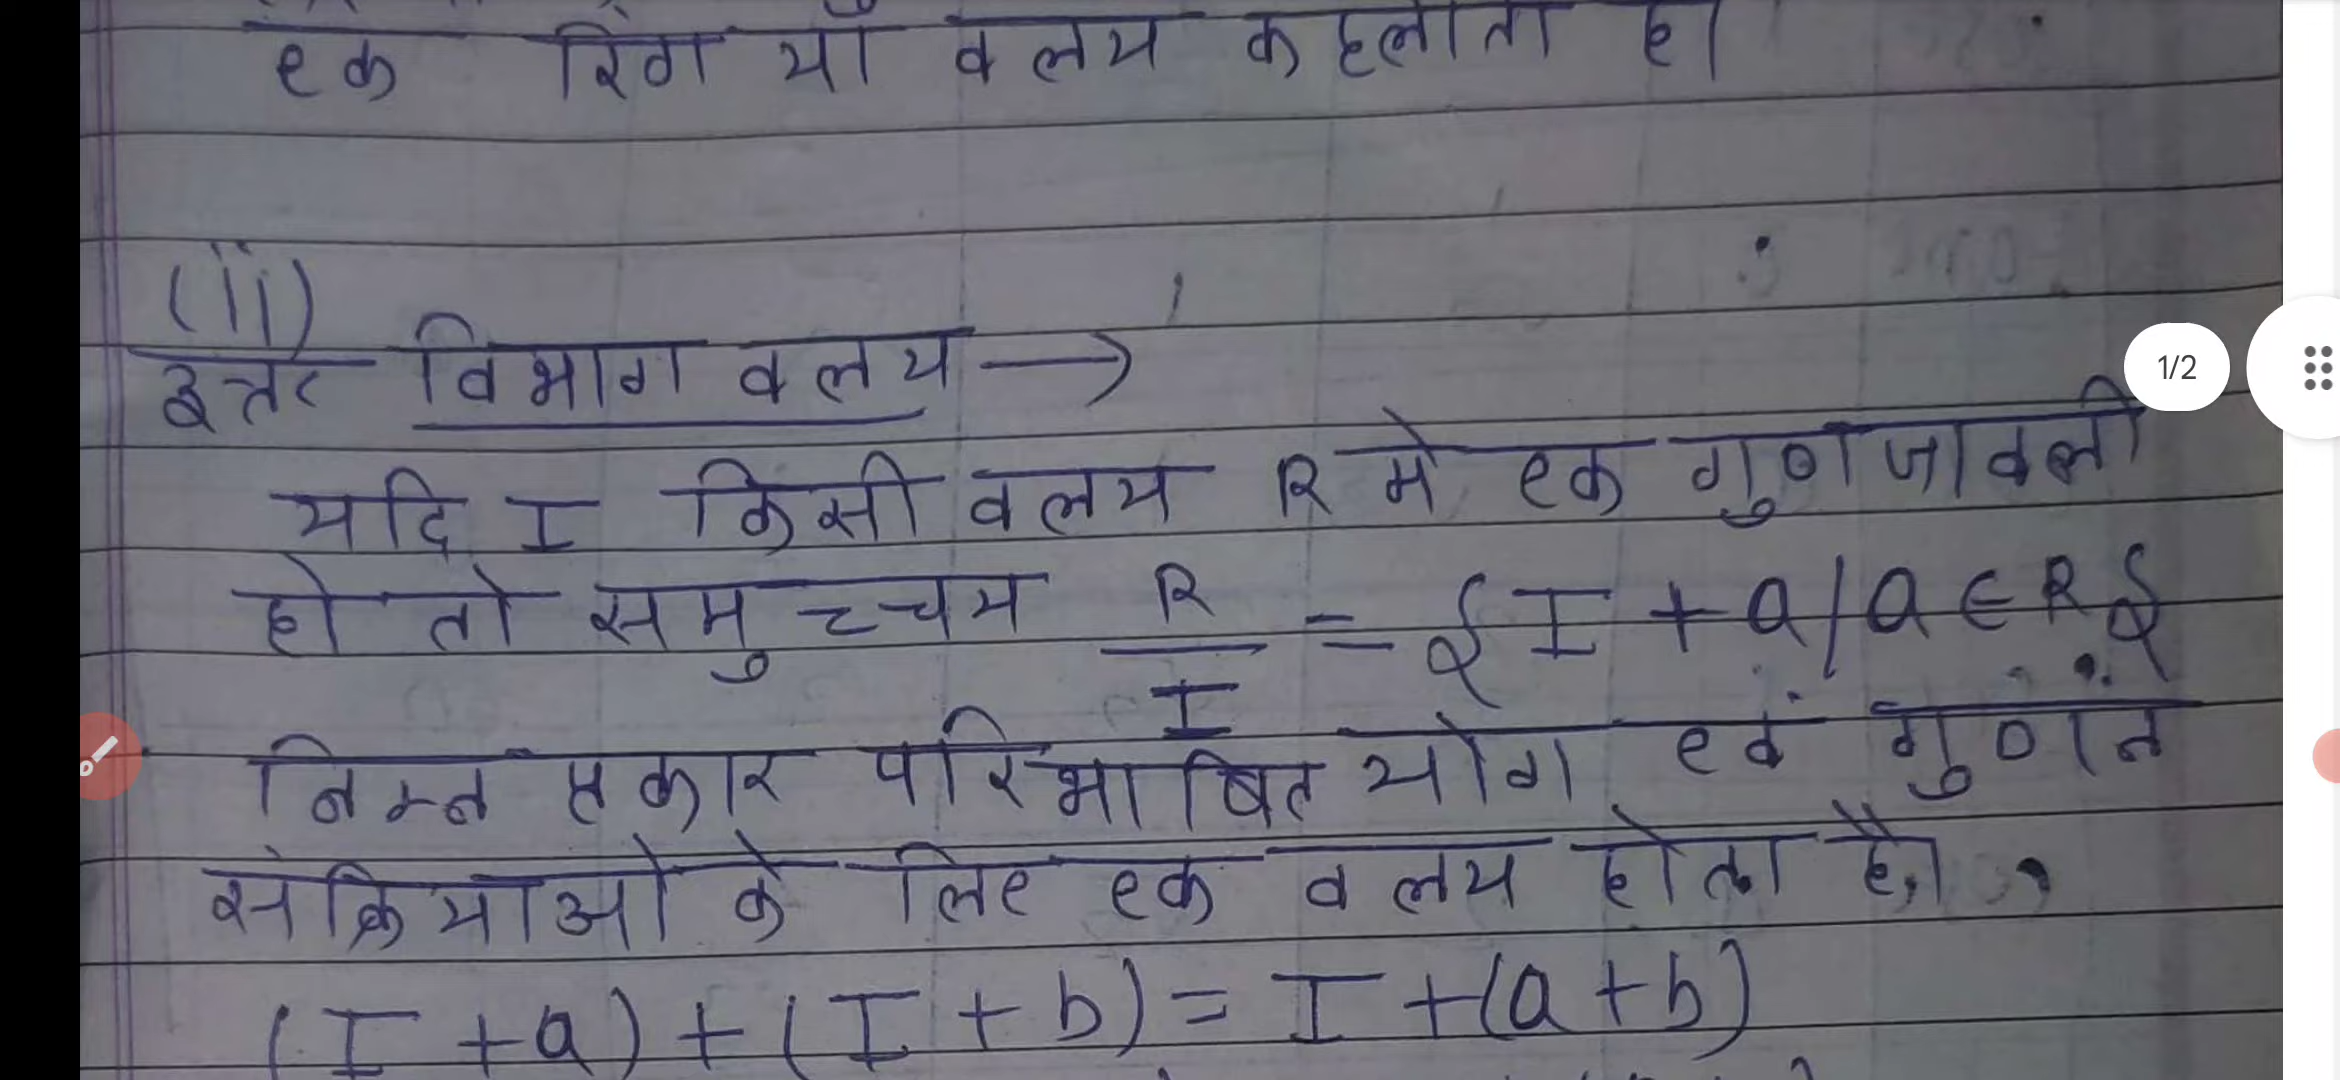 एक रिंग या वलय कहलाता है।
(ii)
उत्तर विभाग वलय →
1/2
यदि I किसी वलय R मे एक गुणजावली
हो तो समुच्चय R/I = {I + a / a ∈ R}
निम्न प्रकार परिभाषित योग एवं गुणांन
संक्रियाओ के लिए एक वलय होता है।
(I + a) + (I + b) = I + (a + b)